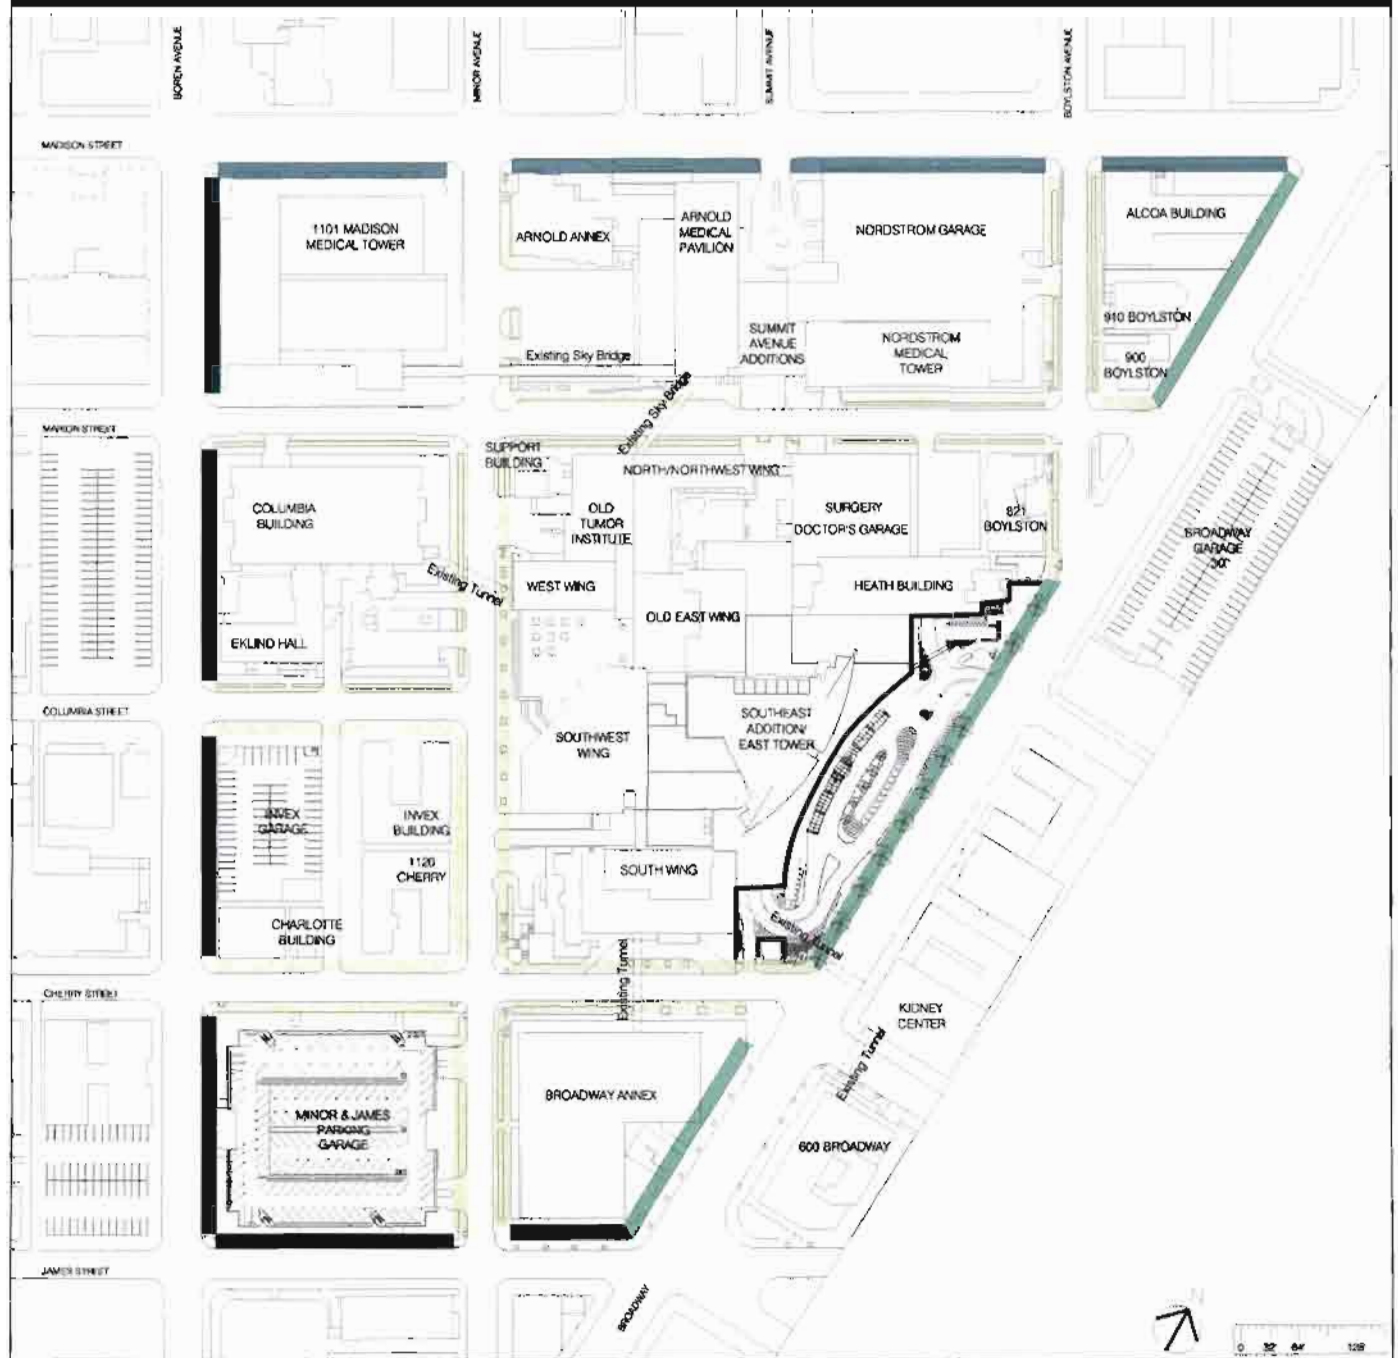 BOREN AVENUE
MINOR AVENUE
SUMMIT AVENUE
BOYLSTON AVENUE
MADISON STREET
1101 MADISON
MEDICAL TOWER
ARNOLD ANNEX
ARNOLD
MEDICAL
PAVILION
NORDSTROM GARAGE
ALCOA BUILDING
910 BOYLSTON
900
BOYLSTON
SUMMIT
AVENUE
ADDITIONS
NORDSTROM
MEDICAL
TOWER
Existing Sky Bridge
Existing Sky Bridge
MARION STREET
SUPPORT
BUILDING
NORTH/NORTHWEST WING
COLUMBIA
BUILDING
OLD
TUMOR
INSTITUTE
SURGERY
DOCTOR'S GARAGE
821
BOYLSTON
BROADWAY
GARAGE
Existing Tunnel
WEST WING
HEATH BUILDING
OLD EAST WING
EKLIND HALL
COLUMBIA STREET
SOUTHWEST
WING
SOUTHEAST
ADDITION/
EAST TOWER
INVEX
GARAGE
INVEX
BUILDING
1120
CHERRY
SOUTH WING
CHARLOTTE
BUILDING
Existing Tunnel
Existing Tunnel
CHERRY STREET
KIDNEY
CENTER
Existing Tunnel
BROADWAY ANNEX
MINOR & JAMES
PARKING
GARAGE
600 BROADWAY
JAMES STREET
BROADWAY
N
0 32' 64' 128'